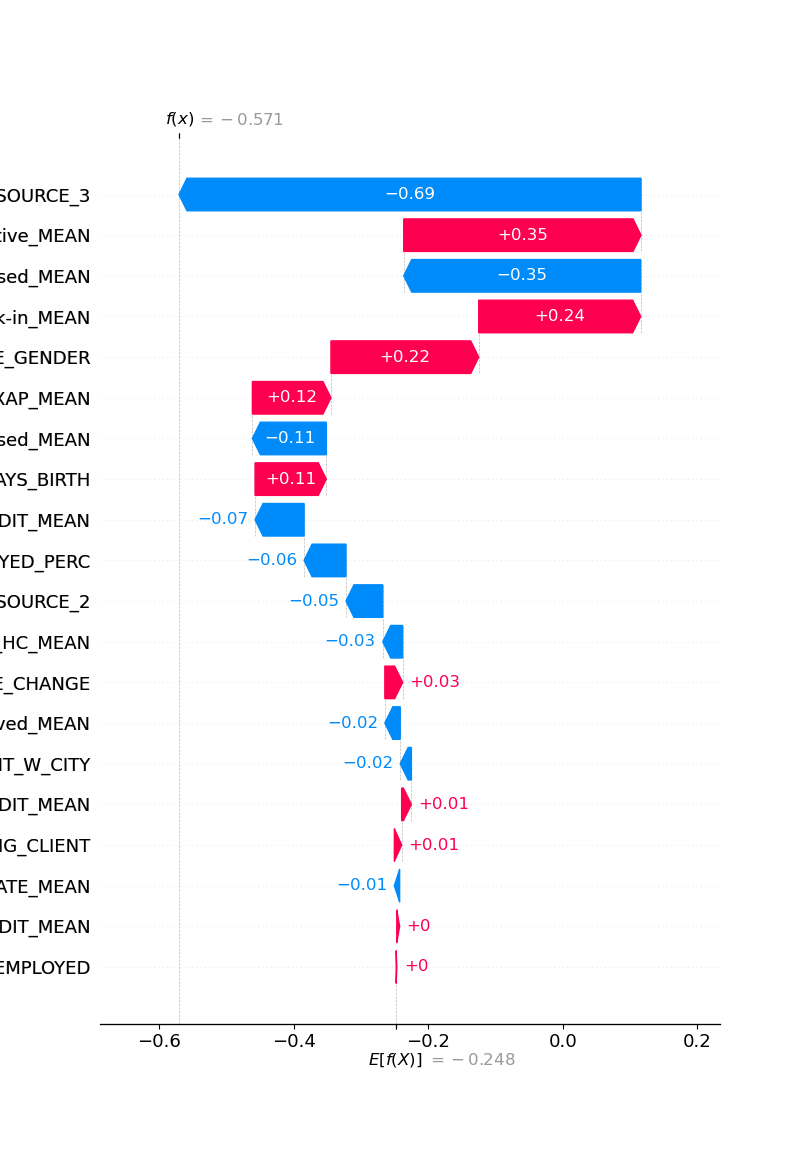 f(x) = −0.571
SOURCE_3 −0.69
tive_MEAN +0.35
sed_MEAN −0.35
k-in_MEAN +0.24
E_GENDER +0.22
XAP_MEAN +0.12
sed_MEAN −0.11
AYS_BIRTH +0.11
DIT_MEAN −0.07
YED_PERC −0.06
SOURCE_2 −0.05
_HC_MEAN −0.03
E_CHANGE +0.03
ved_MEAN −0.02
IT_W_CITY −0.02
DIT_MEAN +0.01
NG_CLIENT +0.01
ATE_MEAN −0.01
DIT_MEAN +0
EMPLOYED +0
−0.6 −0.4 −0.2 0.0 0.2
E[f(X)] = −0.248